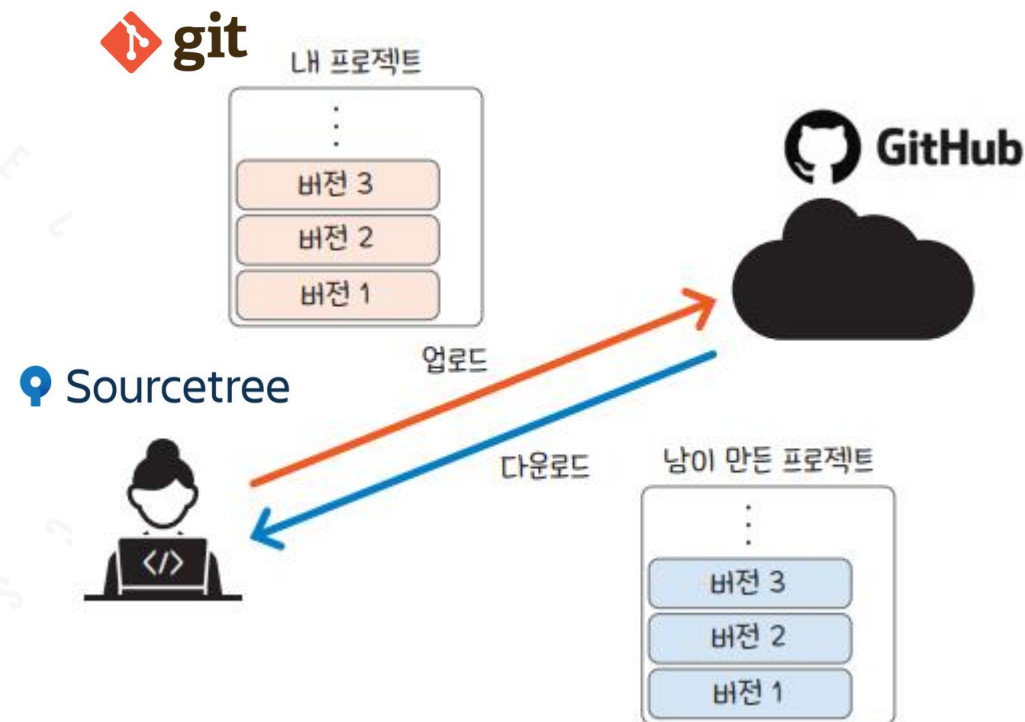 git
내 프로젝트
버전 3
버전 2
버전 1
GitHub
업로드
Sourcetree
</>
다운로드
남이 만든 프로젝트
버전 3
버전 2
버전 1